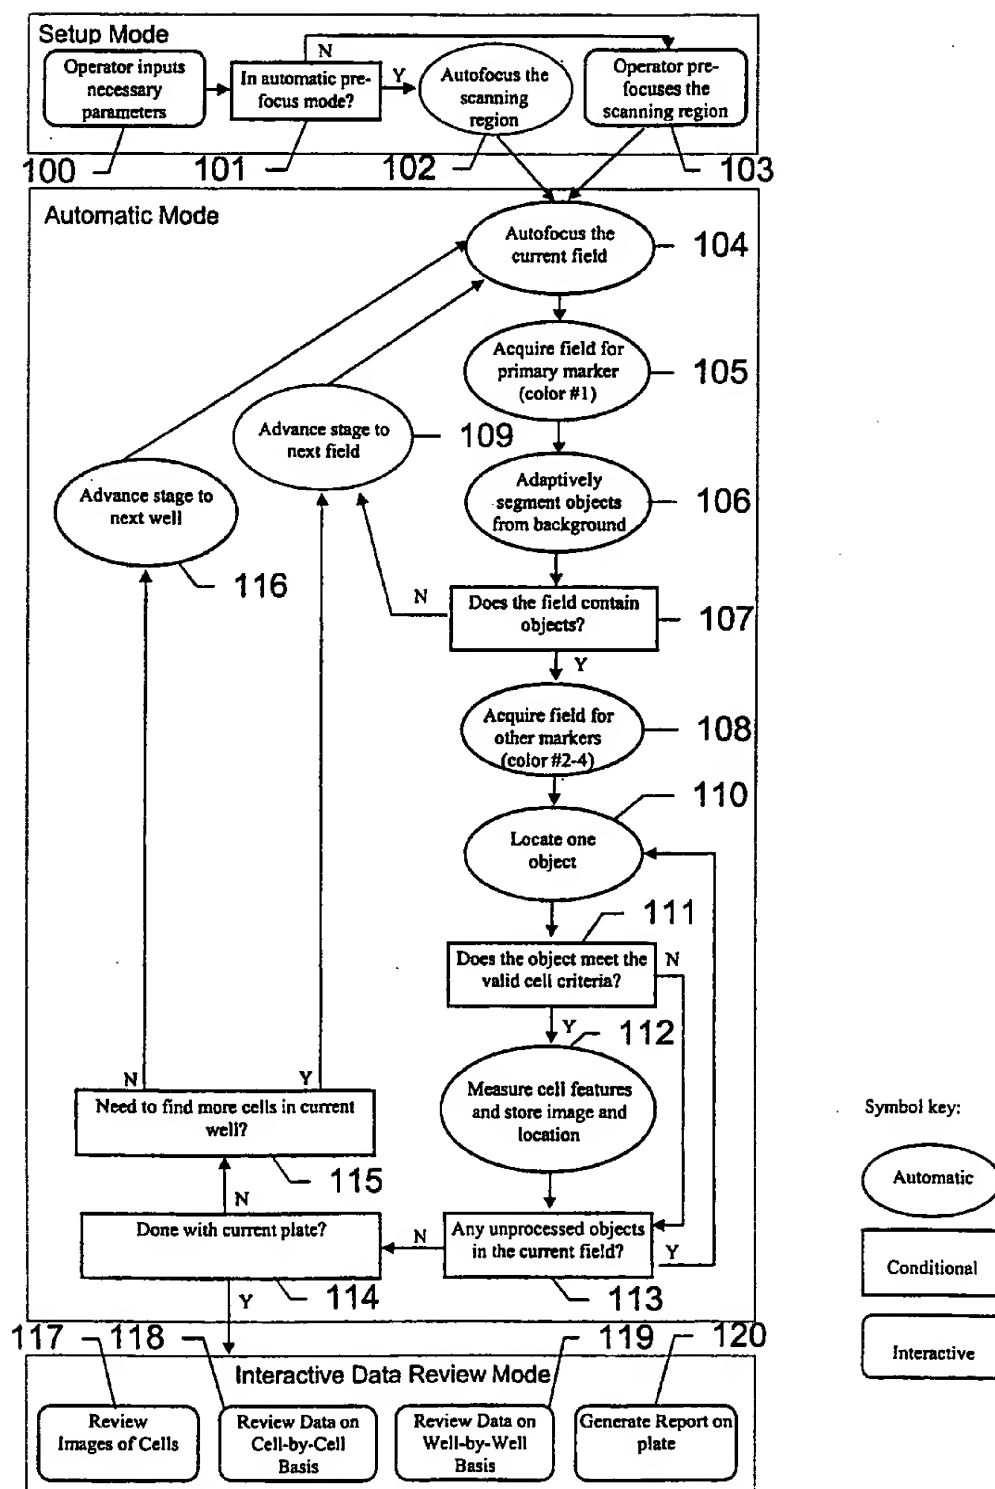 Setup Mode
Operator inputs
necessary
parameters
In automatic pre-
focus mode?
N
Y
Autofocus the
scanning
region
Operator pre-
focuses the
scanning region
100
101
102
103
Automatic Mode
Autofocus the
current field
104
Acquire field for
primary marker
(color #1)
105
Advance stage to
next field
109
Adaptively
segment objects
from background
106
Advance stage to
next well
116
Does the field contain
objects?
107
N
Y
Acquire field for
other markers
(color #2-4)
108
110
Locate one
object
111
Does the object meet the
valid cell criteria?
N
Y
112
Measure cell features
and store image and
location
N
Y
Need to find more cells in current
well?
115
N
Done with current plate?
114
Y
N
Any unprocessed objects
in the current field?
Y
113
Symbol key:
Automatic
Conditional
Interactive
117
118
119
120
Interactive Data Review Mode
Review
Images of Cells
Review Data on
Cell-by-Cell
Basis
Review Data on
Well-by-Well
Basis
Generate Report on
plate